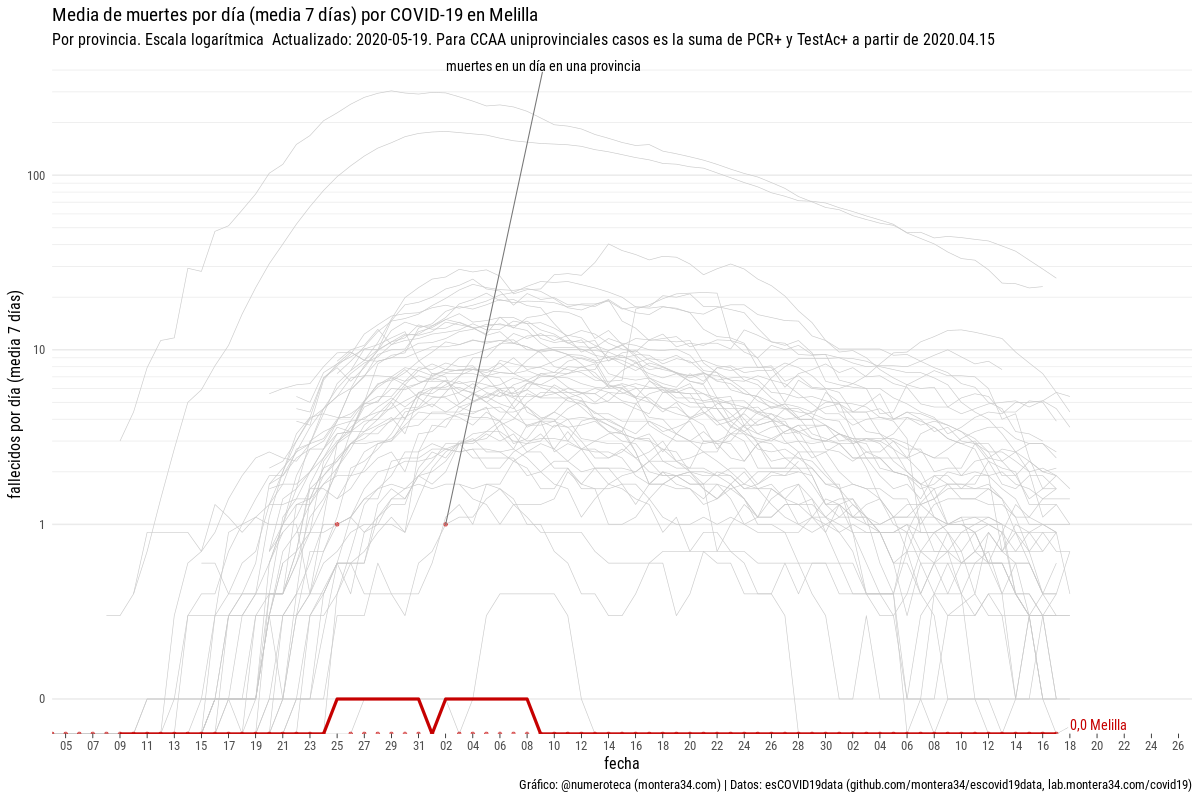 Media de muertes por día (media 7 días) por COVID-19 en Melilla
Por provincia. Escala logarítmica  Actualizado: 2020-05-19. Para CCAA uniprovinciales casos es la suma de PCR+ y TestAc+ a partir de 2020.04.15
muertes en un día en una provincia
fallecidos por día (media 7 días)
100
10
1
0
0,0 Melilla
05 07 09 11 13 15 17 19 21 23 25 27 29 31 02 04 06 08 10 12 14 16 18 20 22 24 26 28 30 02 04 06 08 10 12 14 16 18 20 22 24 26
fecha
Gráfico: @numeroteca (montera34.com) | Datos: esCOVID19data (github.com/montera34/escovid19data, lab.montera34.com/covid19)